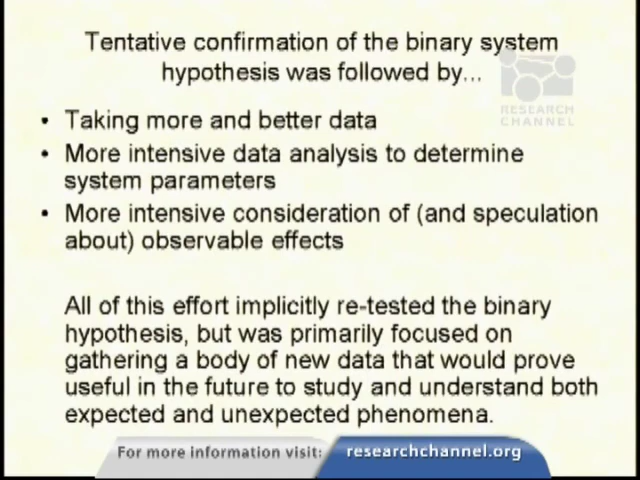 Tentative confirmation of the binary system
hypothesis was followed by...
RESEARCH
CHANNEL
• Taking more and better data
• More intensive data analysis to determine
system parameters
• More intensive consideration of (and speculation
about) observable effects
All of this effort implicitly re-tested the binary
hypothesis, but was primarily focused on
gathering a body of new data that would prove
useful in the future to study and understand both
expected and unexpected phenomena.
For more information visit: researchchannel.org